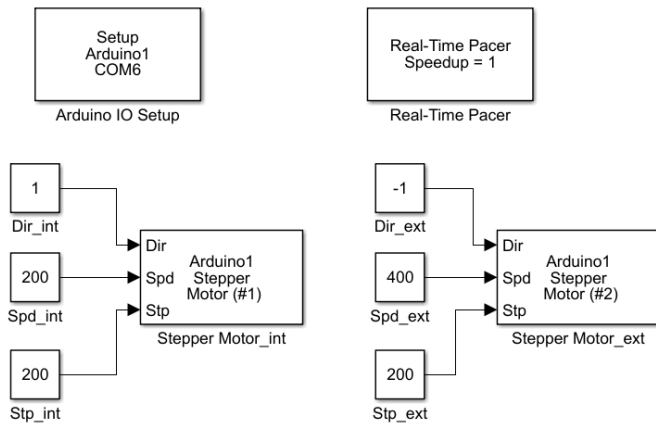 Setup
Arduino1
COM6
Arduino IO Setup
Real-Time Pacer
Speedup = 1
Real-Time Pacer
1
Dir_int
200
Spd_int
200
Stp_int
Dir
Spd
Stp
Arduino1
Stepper
Motor (#1)
Stepper Motor_int
-1
Dir_ext
400
Spd_ext
200
Stp_ext
Dir
Spd
Stp
Arduino1
Stepper
Motor (#2)
Stepper Motor_ext